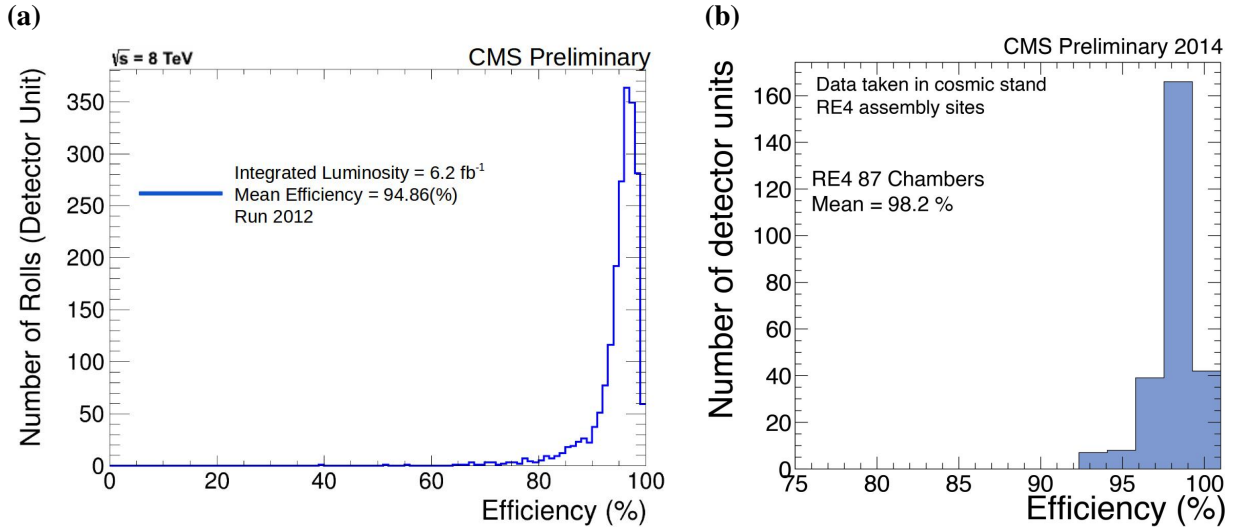 (a)
√s = 8 TeV
CMS Preliminary
Number of Rolls (Detector Unit)
350
300
250
200
150
100
50
0
Integrated Luminosity = 6.2 fb⁻¹
Mean Efficiency = 94.86(%)
Run 2012
0 20 40 60 80 100
Efficiency (%)
(b)
CMS Preliminary 2014
Number of detector units
160
140
120
100
80
60
40
20
0
Data taken in cosmic stand
RE4 assembly sites
RE4 87 Chambers
Mean = 98.2 %
75 80 85 90 95 100
Efficiency (%)